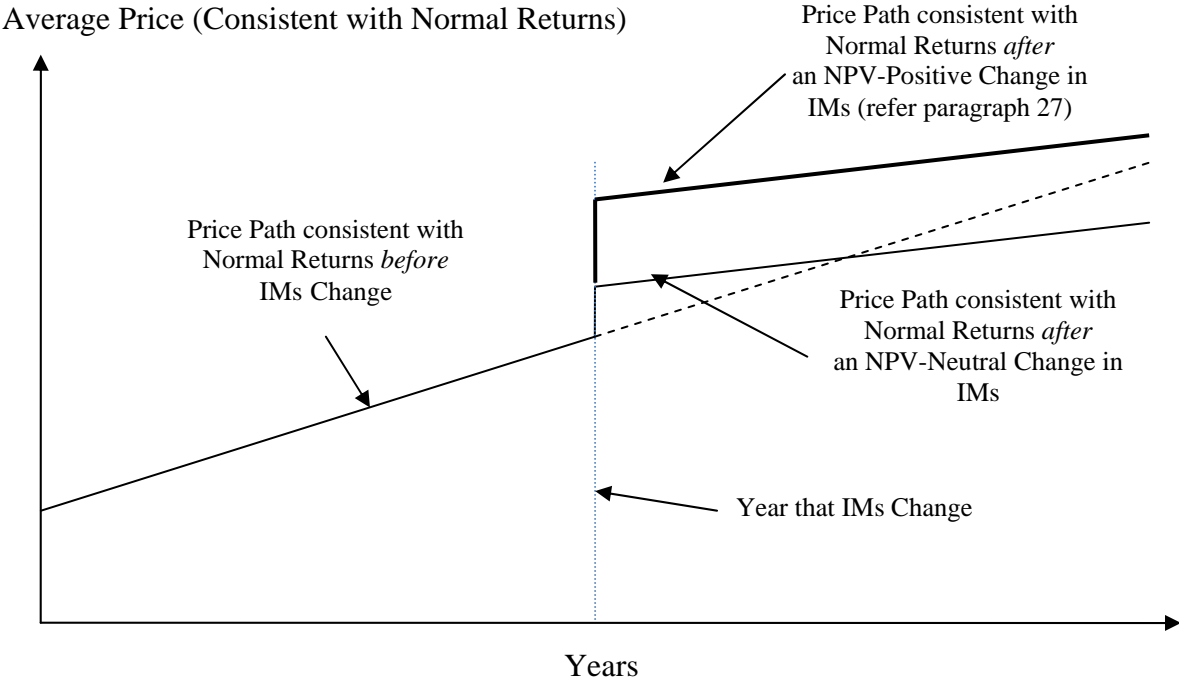 Average Price (Consistent with Normal Returns)
Price Path consistent with
Normal Returns after
an NPV-Positive Change in
IMs (refer paragraph 27)
Price Path consistent with
Normal Returns before
IMs Change
Price Path consistent with
Normal Returns after
an NPV-Neutral Change in
IMs
Year that IMs Change
Years